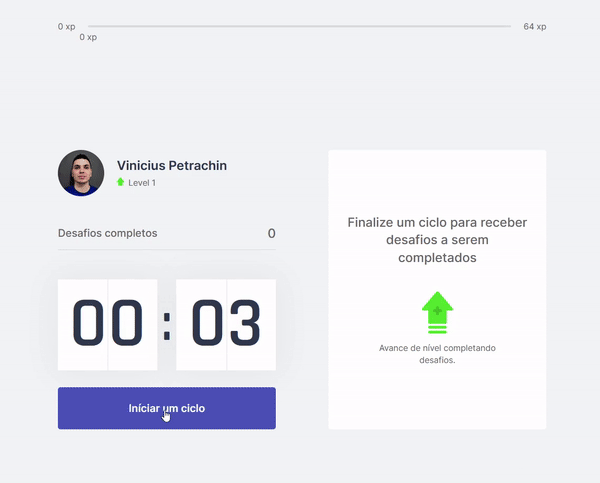 0 xp
64 xp
0 xp
Vinicius Petrachin
Level 1
Desafios completos
0
00:03
Iníciar um ciclo
Finalize um ciclo para receber
desafios a serem
completados
Avance de nível completando
desafios.